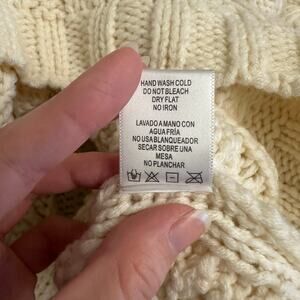 HAND WASH COLD
DO NOT BLEACH
DRY FLAT
NO IRON
LAVADO A MANO CON
AGUA FRÍA
NO USA BLANQUEADOR
SECAR SOBRE UNA
MESA
NO PLANCHAR